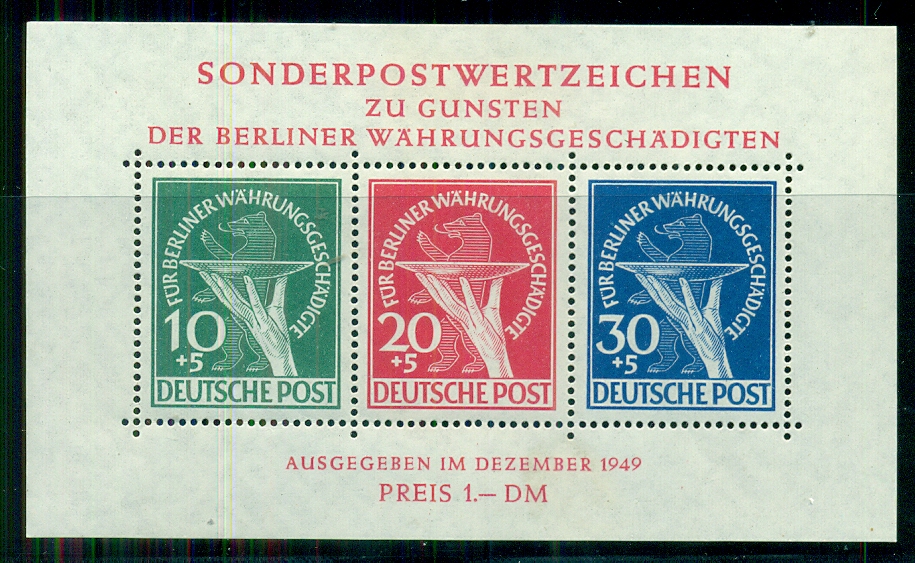 SONDERPOSTWERTZEICHEN
ZU GUNSTEN
DER BERLINER WÄHRUNGSGESCHÄDIGTEN
FÜR BERLINER WÄHRUNGSGESCHÄDIGTE
10
+5
DEUTSCHE POST
FÜR BERLINER WÄHRUNGSGESCHÄDIGTE
20
+5
DEUTSCHE POST
FÜR BERLINER WÄHRUNGSGESCHÄDIGTE
30
+5
DEUTSCHE POST
AUSGEGEBEN IM DEZEMBER 1949
PREIS 1.— DM